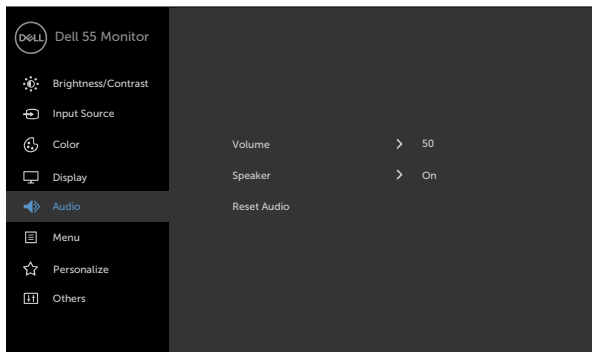 DELL Dell 55 Monitor
Brightness/Contrast
Input Source
Color
Volume 50
Display
Speaker On
Audio
Reset Audio
Menu
Personalize
Others